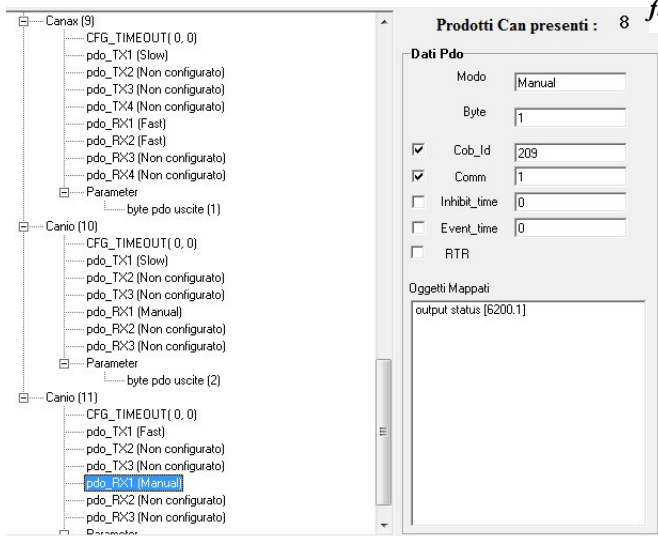 Canax (9)
CFG_TIMEOUT( 0, 0)
pdo_TX1 (Slow)
pdo_TX2 (Non configurato)
pdo_TX3 (Non configurato)
pdo_TX4 (Non configurato)
pdo_RX1 (Fast)
pdo_RX2 (Fast)
pdo_RX3 (Non configurato)
pdo_RX4 (Non configurato)
Parameter
byte pdo uscite (1)
Canio (10)
CFG_TIMEOUT( 0, 0)
pdo_TX1 (Slow)
pdo_TX2 (Non configurato)
pdo_TX3 (Non configurato)
pdo_RX1 (Manual)
pdo_RX2 (Non configurato)
pdo_RX3 (Non configurato)
Parameter
byte pdo uscite (2)
Canio (11)
CFG_TIMEOUT( 0, 0)
pdo_TX1 (Fast)
pdo_TX2 (Non configurato)
pdo_TX3 (Non configurato)
pdo_RX1 (Manual)
pdo_RX2 (Non configurato)
pdo_RX3 (Non configurato)
Parameter
Prodotti Can presenti : 8
Dati Pdo
Modo Manual
Byte 1
Cob_Id 209
Comm 1
Inhibit_time 0
Event_time 0
RTR
Oggetti Mappati
output status [6200.1]